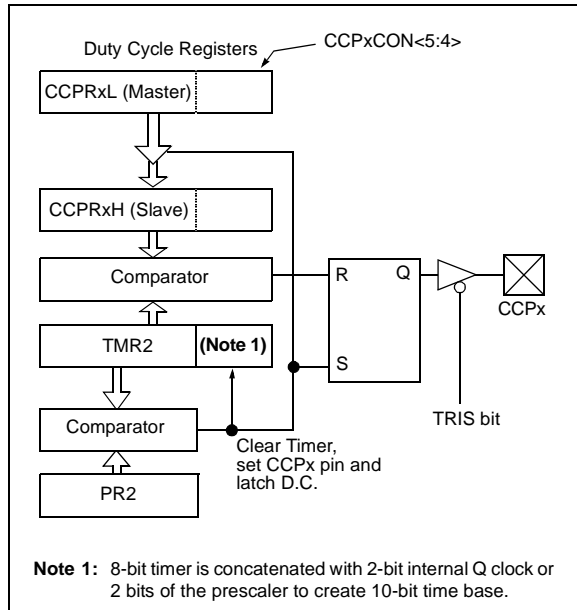 Duty Cycle Registers
CCPxCON<5:4>
CCPRxL (Master)
CCPRxH (Slave)
Comparator
R
Q
CCPx
TMR2
(Note 1)
S
TRIS bit
Comparator
Clear Timer,
set CCPx pin and
latch D.C.
PR2
Note 1: 8-bit timer is concatenated with 2-bit internal Q clock or
2 bits of the prescaler to create 10-bit time base.